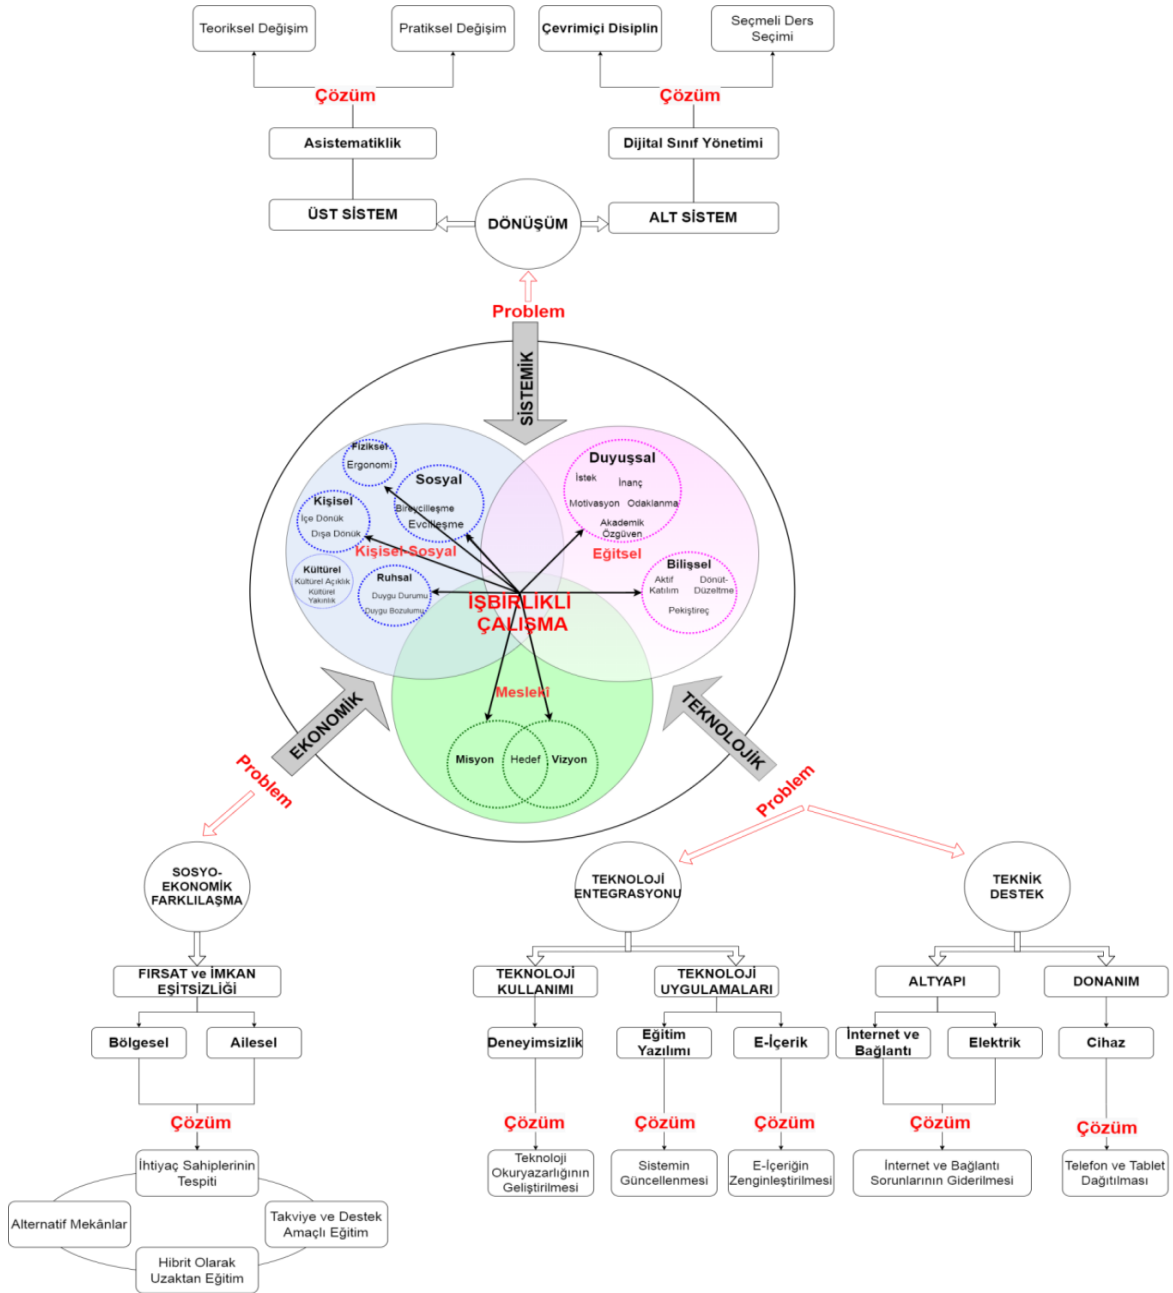 Teoriksel Değişim
Pratiksel Değişim
Çevrimiçi Disiplin
Seçmeli Ders
Seçimi
Çözüm
Çözüm
Asistematiklik
Dijital Sınıf Yönetimi
ÜST SİSTEM
DÖNÜŞÜM
ALT SİSTEM
Problem
SİSTEMİK
Fiziksel
Ergonomi
Sosyal
Bireycilleşme
Evcilleşme
Kişisel
İçe Dönük
Dışa Dönük
Kişisel-Sosyal
Kültürel
Kültürel Açıklık
Kültürel
Yakınlık
Ruhsal
Duygu Durumu
Duygu Bozulumu
Duyuşsal
İstek
İnanç
Motivasyon
Odaklanma
Akademik
Özgüven
Eğitsel
Bilişsel
Aktif
Katılım
Dönüt-
Düzeltme
Pekiştireç
İŞBİRLİKLİ
ÇALIŞMA
Meslekî
Misyon
Hedef
Vizyon
EKONOMİK
TEKNOLOJİK
Problem
Problem
SOSYO-
EKONOMİK
FARKLILAŞMA
TEKNOLOJİ
ENTEGRASYONU
TEKNİK
DESTEK
FIRSAT ve İMKAN
EŞİTSİZLİĞİ
TEKNOLOJİ
KULLANIMI
TEKNOLOJİ
UYGULAMALARI
ALTYAPI
DONANIM
Bölgesel
Ailesel
Deneyimsizlik
Eğitim
Yazılımı
E-İçerik
İnternet ve
Bağlantı
Elektrik
Cihaz
Çözüm
Çözüm
Çözüm
Çözüm
Çözüm
Çözüm
İhtiyaç Sahiplerinin
Tespiti
Alternatif Mekânlar
Takviye ve Destek
Amaçlı Eğitim
Hibrit Olarak
Uzaktan Eğitim
Teknoloji
Okuryazarlığının
Geliştirilmesi
Sistemin
Güncellenmesi
E-İçeriğin
Zenginleştirilmesi
İnternet ve Bağlantı
Sorunlarının Giderilmesi
Telefon ve Tablet
Dağıtılması